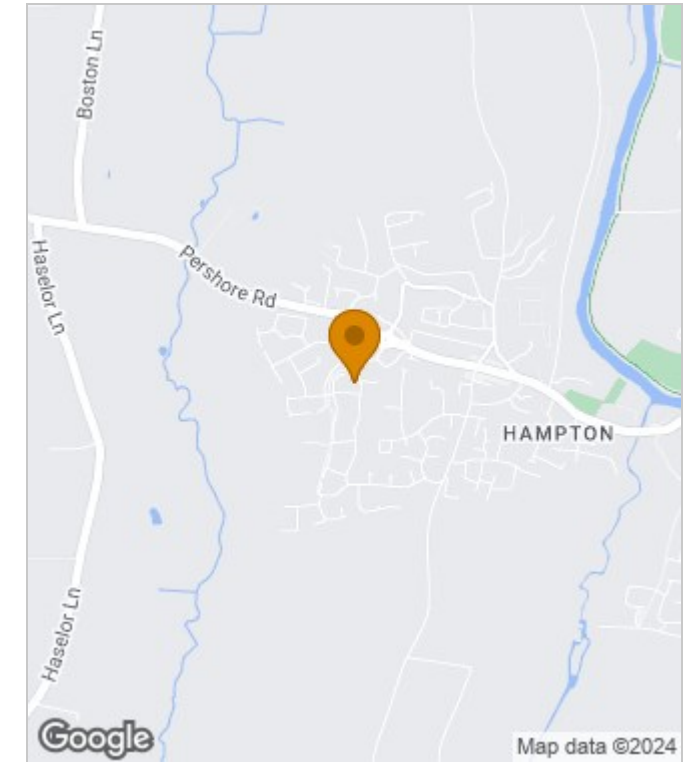 Boston Ln
Haselor Ln
Pershore Rd
HAMPTON
Haselor Ln
Google
Map data ©2024